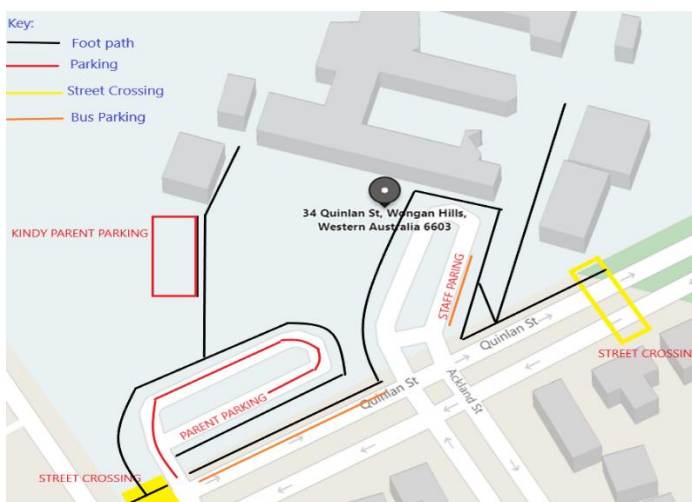 Key:
Foot path
Parking
Street Crossing
Bus Parking
34 Quinlan St, Wongan Hills,
Western Australia 6603
KINDY PARENT PARKING
STAFF PARING
Quinlan St
STREET CROSSING
Quinlan St
Ackland St
PARENT PARKING
STREET CROSSING